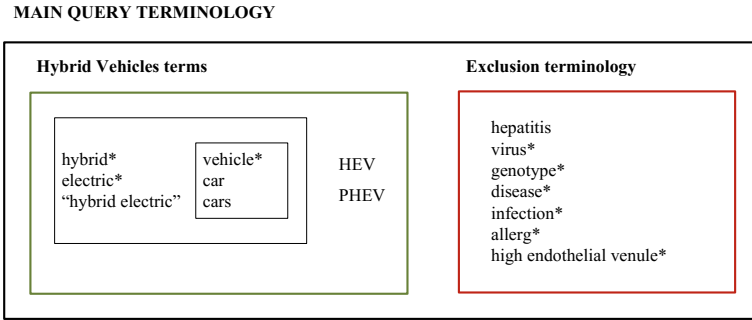 MAIN QUERY TERMINOLOGY
Hybrid Vehicles terms
hybrid*
electric*
“hybrid electric”
vehicle*
car
cars
HEV
PHEV
Exclusion terminology
hepatitis
virus*
genotype*
disease*
infection*
allerg*
high endothelial venule*